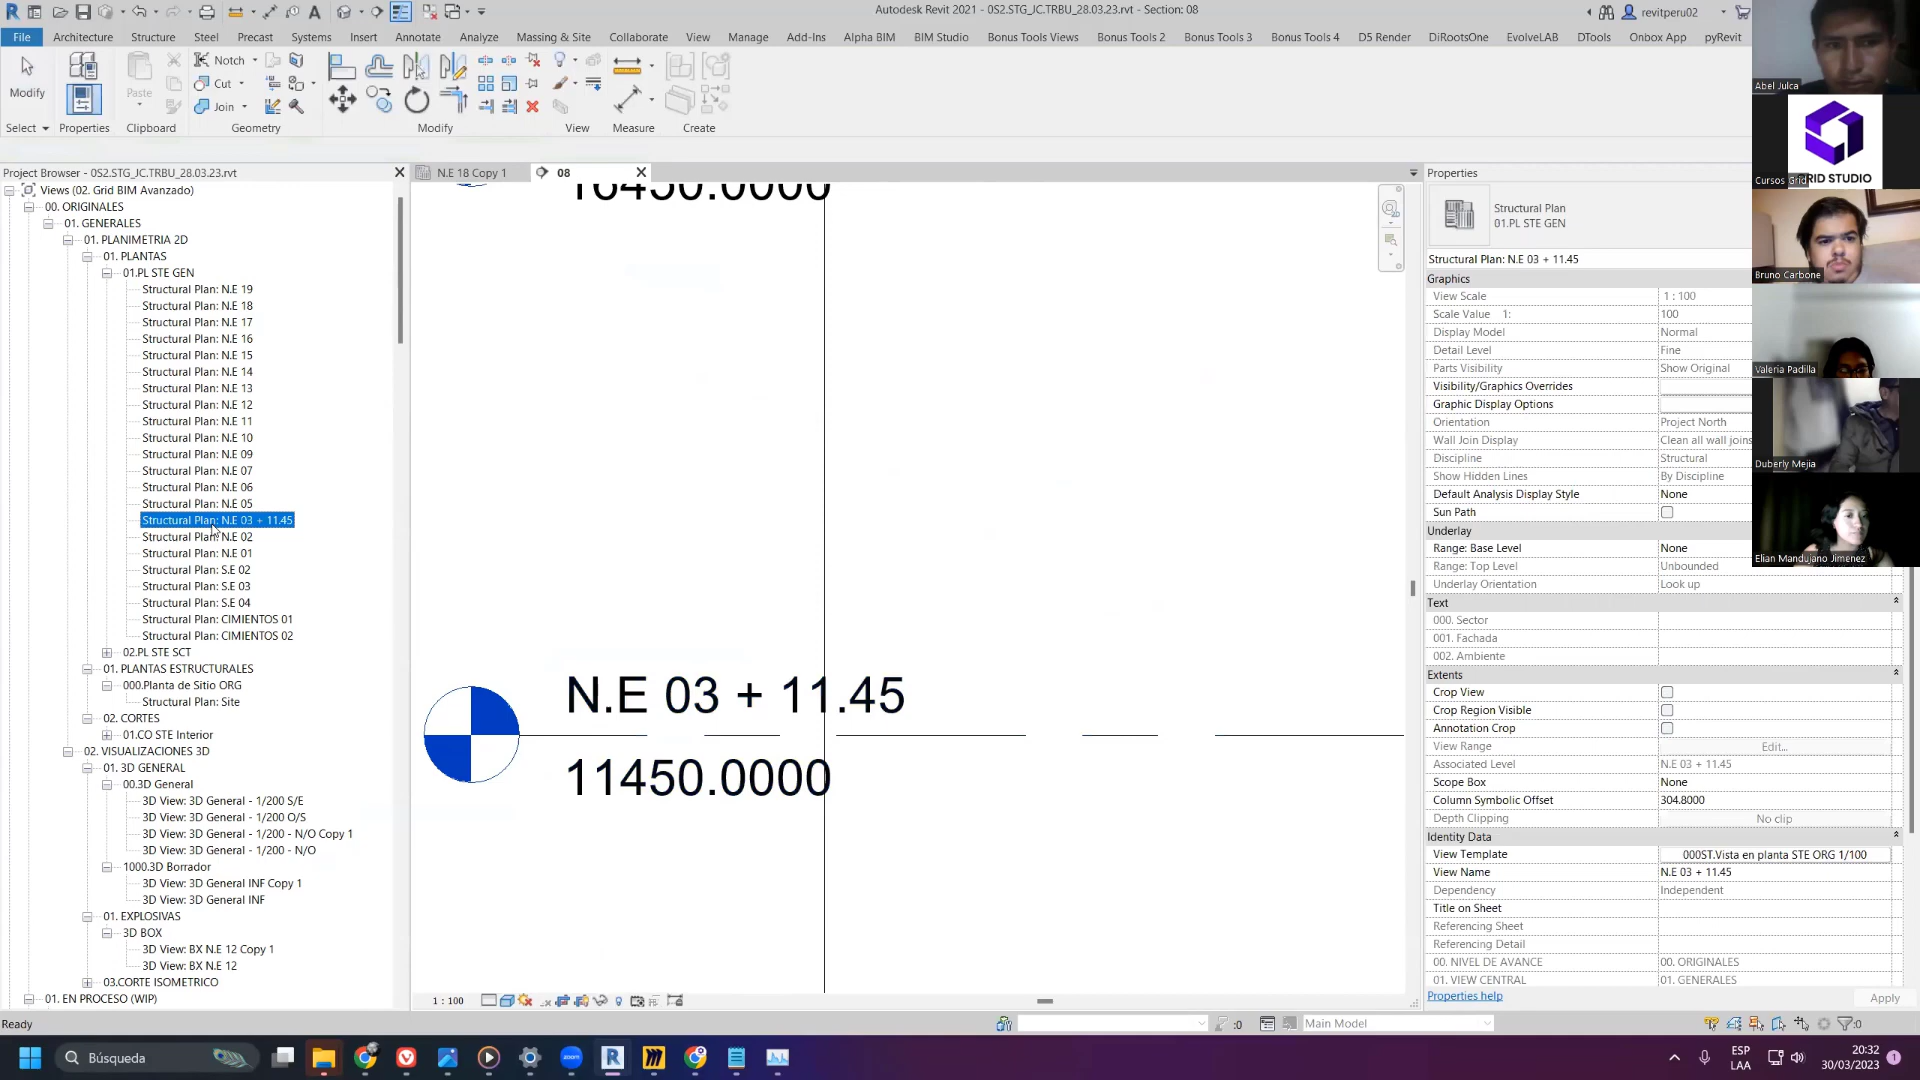 Autodesk Revit 2021 - 0S2.STG_JC.TRBU_28.03.23.rvt - Section: 08
revitperu02
File Architecture Structure Steel Precast Systems Insert Annotate Analyze Massing & Site Collaborate View Manage Add-Ins Alpha BIM BIM Studio Bonus Tools Views Bonus Tools 2 Bonus Tools 3 Bonus Tools 4 D5 Render DiRootsOne EvolveLAB DTools Onbox App pyRevit
Modify
Paste
Notch
Cut
Join
Select Properties Clipboard Geometry Modify View Measure Create
Project Browser - 0S2.STG_JC.TRBU_28.03.23.rvt
Views (02. Grid BIM Avanzado)
00. ORIGINALES
01. GENERALES
01. PLANIMETRIA 2D
01. PLANTAS
01.PL STE GEN
Structural Plan: N.E 19
Structural Plan: N.E 18
Structural Plan: N.E 17
Structural Plan: N.E 16
Structural Plan: N.E 15
Structural Plan: N.E 14
Structural Plan: N.E 13
Structural Plan: N.E 12
Structural Plan: N.E 11
Structural Plan: N.E 10
Structural Plan: N.E 09
Structural Plan: N.E 07
Structural Plan: N.E 06
Structural Plan: N.E 05
Structural Plan: N.E 03 + 11.45
Structural Plan: N.E 02
Structural Plan: N.E 01
Structural Plan: S.E 02
Structural Plan: S.E 03
Structural Plan: S.E 04
Structural Plan: CIMIENTOS 01
Structural Plan: CIMIENTOS 02
02.PL STE SCT
01. PLANTAS ESTRUCTURALES
000.Planta de Sitio ORG
Structural Plan: Site
02. CORTES
01.CO STE Interior
02. VISUALIZACIONES 3D
01. 3D GENERAL
00.3D General
3D View: 3D General - 1/200 S/E
3D View: 3D General - 1/200 O/S
3D View: 3D General - 1/200 - N/O Copy 1
3D View: 3D General - 1/200 - N/O
1000.3D Borrador
3D View: 3D General INF Copy 1
3D View: 3D General INF
01. EXPLOSIVAS
3D BOX
3D View: BX N.E 12 Copy 1
3D View: BX N.E 12
03.CORTE ISOMETRICO
01. EN PROCESO (WIP)
N.E 18 Copy 1
08
16450.0000
N.E 03 + 11.45
11450.0000
1 : 100
Properties
Structural Plan
01.PL STE GEN
Structural Plan: N.E 03 + 11.45
Graphics
View Scale 1 : 100
Scale Value 1: 100
Display Model Normal
Detail Level Fine
Parts Visibility Show Original
Visibility/Graphics Overrides
Graphic Display Options
Orientation Project North
Wall Join Display Clean all wall joins
Discipline Structural
Show Hidden Lines By Discipline
Default Analysis Display Style None
Sun Path
Underlay
Range: Base Level None
Range: Top Level Unbounded
Underlay Orientation Look up
Text
000. Sector
001. Fachada
002. Ambiente
Extents
Crop View
Crop Region Visible
Annotation Crop
View Range Edit...
Associated Level N.E 03 + 11.45
Scope Box None
Column Symbolic Offset 304.8000
Depth Clipping No clip
Identity Data
View Template 000ST.Vista en planta STE ORG 1/100
View Name N.E 03 + 11.45
Dependency Independent
Title on Sheet
Referencing Sheet
Referencing Detail
00. NIVEL DE AVANCE 00. ORIGINALES
01. VIEW CENTRAL 01. GENERALES
Properties help
Apply
Abel Julca
GRID STUDIO
Cursos Grid
Bruno Carbone
Valeria Padilla
Duberly Mejia
Elian Mandujano Jimenez
Ready
:0
Main Model
:0
Búsqueda
ESP
LAA
20:32
30/03/2023
1